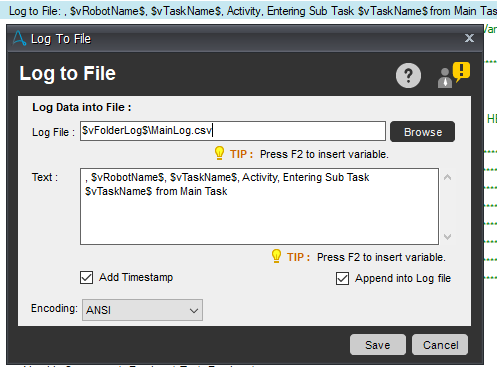 Log to File: , $vRobotName$, $vTaskName$, Activity, Entering Sub Task $vTaskName$ from Main Tas
Log To File
Log to File
Log Data into File :
Log File : $vFolderLog$\MainLog.csv Browse
TIP : Press F2 to insert variable.
Text : , $vRobotName$, $vTaskName$, Activity, Entering Sub Task
$vTaskName$ from Main Task
TIP : Press F2 to insert variable.
Add Timestamp Append into Log file
Encoding: ANSI
Save Cancel